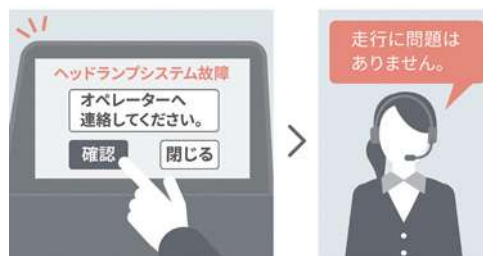 ヘッドランプシステム故障
オペレーターへ
連絡してください。
確認
閉じる
走行に問題は
ありません。